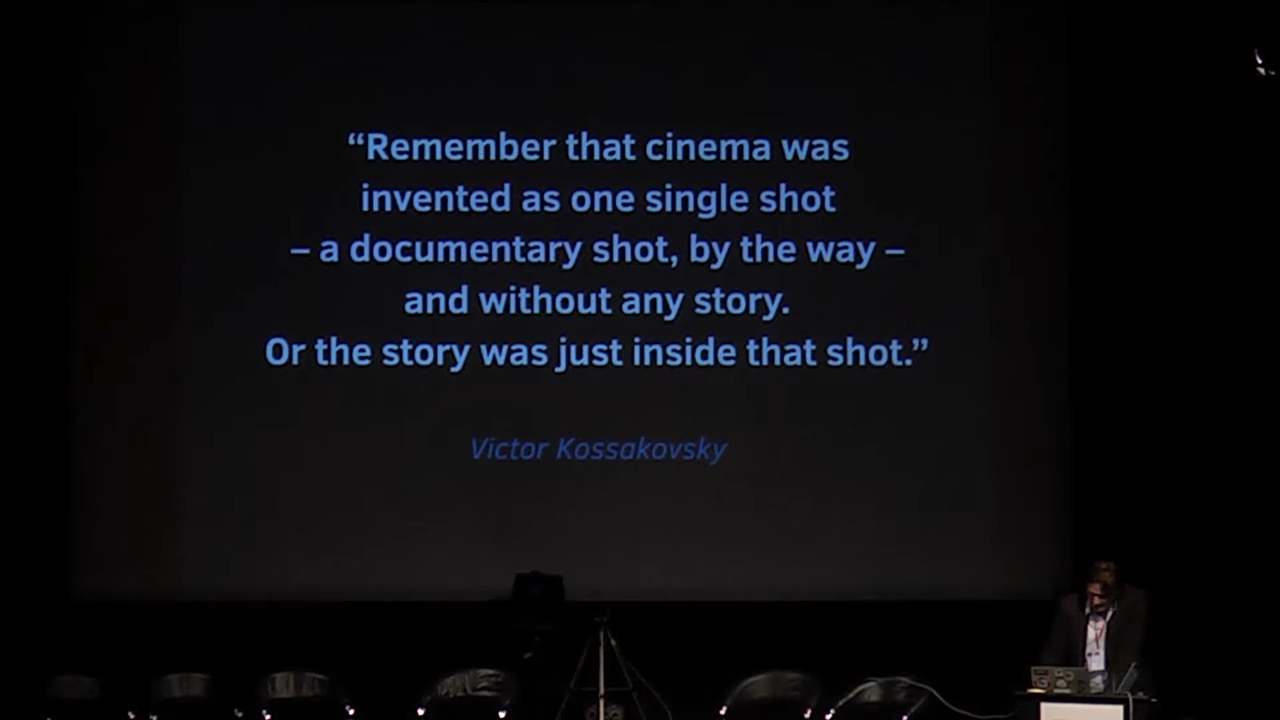 “Remember that cinema was
invented as one single shot
– a documentary shot, by the way –
and without any story.
Or the story was just inside that shot.”
Victor Kossakovsky